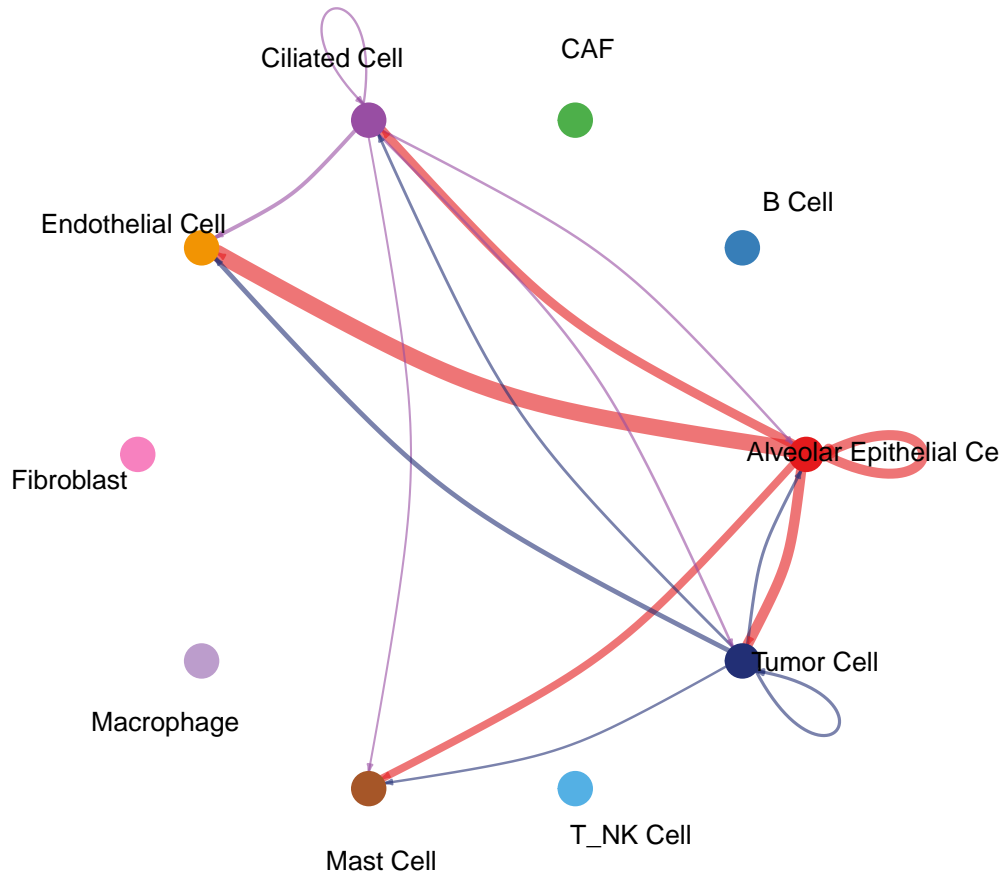 Ciliated Cell
CAF
B Cell
Endothelial Cell
Alveolar Epithelial Ce
Fibroblast
Tumor Cell
Macrophage
T_NK Cell
Mast Cell